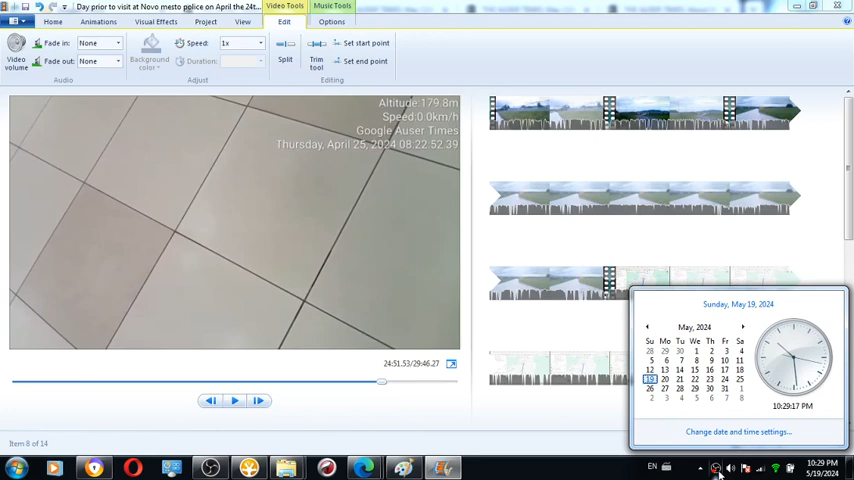 Day prior to visit at Novo mesto police on April the 24t...
Video Tools
Music Tools
Home
Animations
Visual Effects
Project
View
Edit
Options
Video volume
Fade in: None
Fade out: None
Audio
Background color
Speed: 1x
Duration:
Adjust
Split
Trim tool
Set start point
Set end point
Editing
Altitude:179.8m
Speed:0.0km/h
Google Auser Times
Thursday, April 25, 2024 08:22:52.39
24:51.53/29:46.27
Item 8 of 14
Sunday, May 19, 2024
May, 2024
Su Mo Tu We Th Fr Sa
28 29 30 1 2 3 4
5 6 7 8 9 10 11
12 13 14 15 16 17 18
19 20 21 22 23 24 25
26 27 28 29 30 31 1
2 3 4 5 6 7 8
10:29:17 PM
Change date and time settings...
EN
10:29 PM
5/19/2024